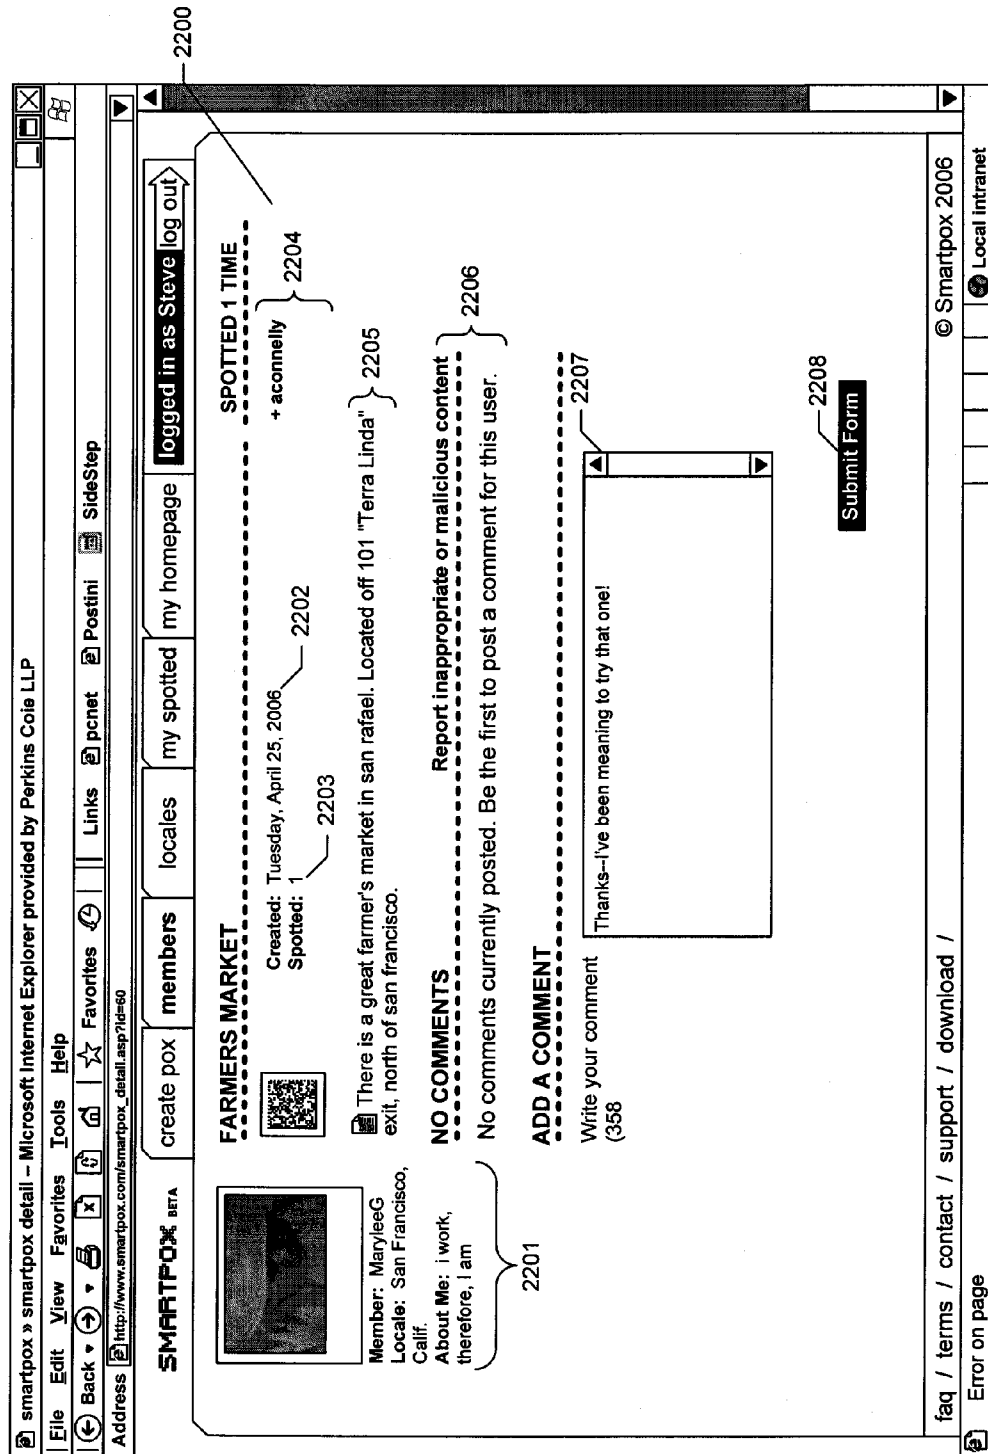 smartpox » smartpox detail – Microsoft Internet Explorer provided by Perkins Coie LLP
File Edit View Favorites Tools Help
Back Favorites Links pcnet Postini SideStep
Address http://www.smartpox.com/smartpox_detail.asp?id=60
2200
SMARTPOX BETA
create pox members locales my spotted my homepage logged in as Steve log out
FARMERS MARKET
SPOTTED 1 TIME
Created: Tuesday, April 25, 2006
2202
Spotted: 1
2203
+ aconnelly
2204
There is a great farmer's market in san rafael. Located off 101 "Terra Linda"
exit, north of san francisco.
2205
Member: MaryleeG
Locale: San Francisco,
Calif.
About Me: i work,
therefore, I am
2201
NO COMMENTS
Report inappropriate or malicious content
2206
No comments currently posted. Be the first to post a comment for this user.
ADD A COMMENT
Write your comment
(358
Thanks--I've been meaning to try that one!
2207
2208
Submit Form
faq / terms / contact / support / download /
© Smartpox 2006
Error on page
Local intranet